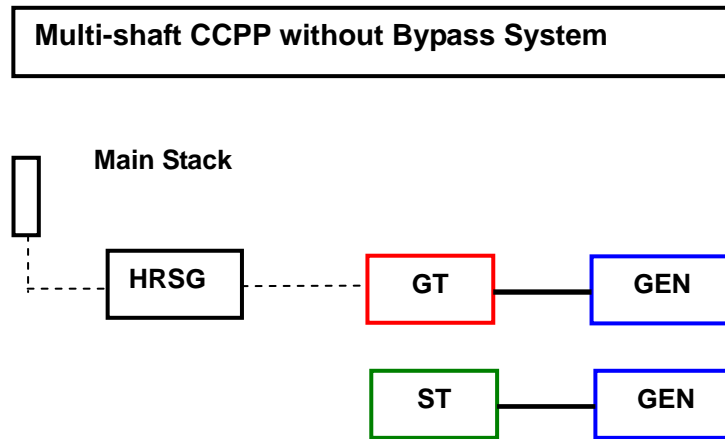 Multi-shaft CCPP without Bypass System
Main Stack
HRSG
GT
GEN
ST
GEN